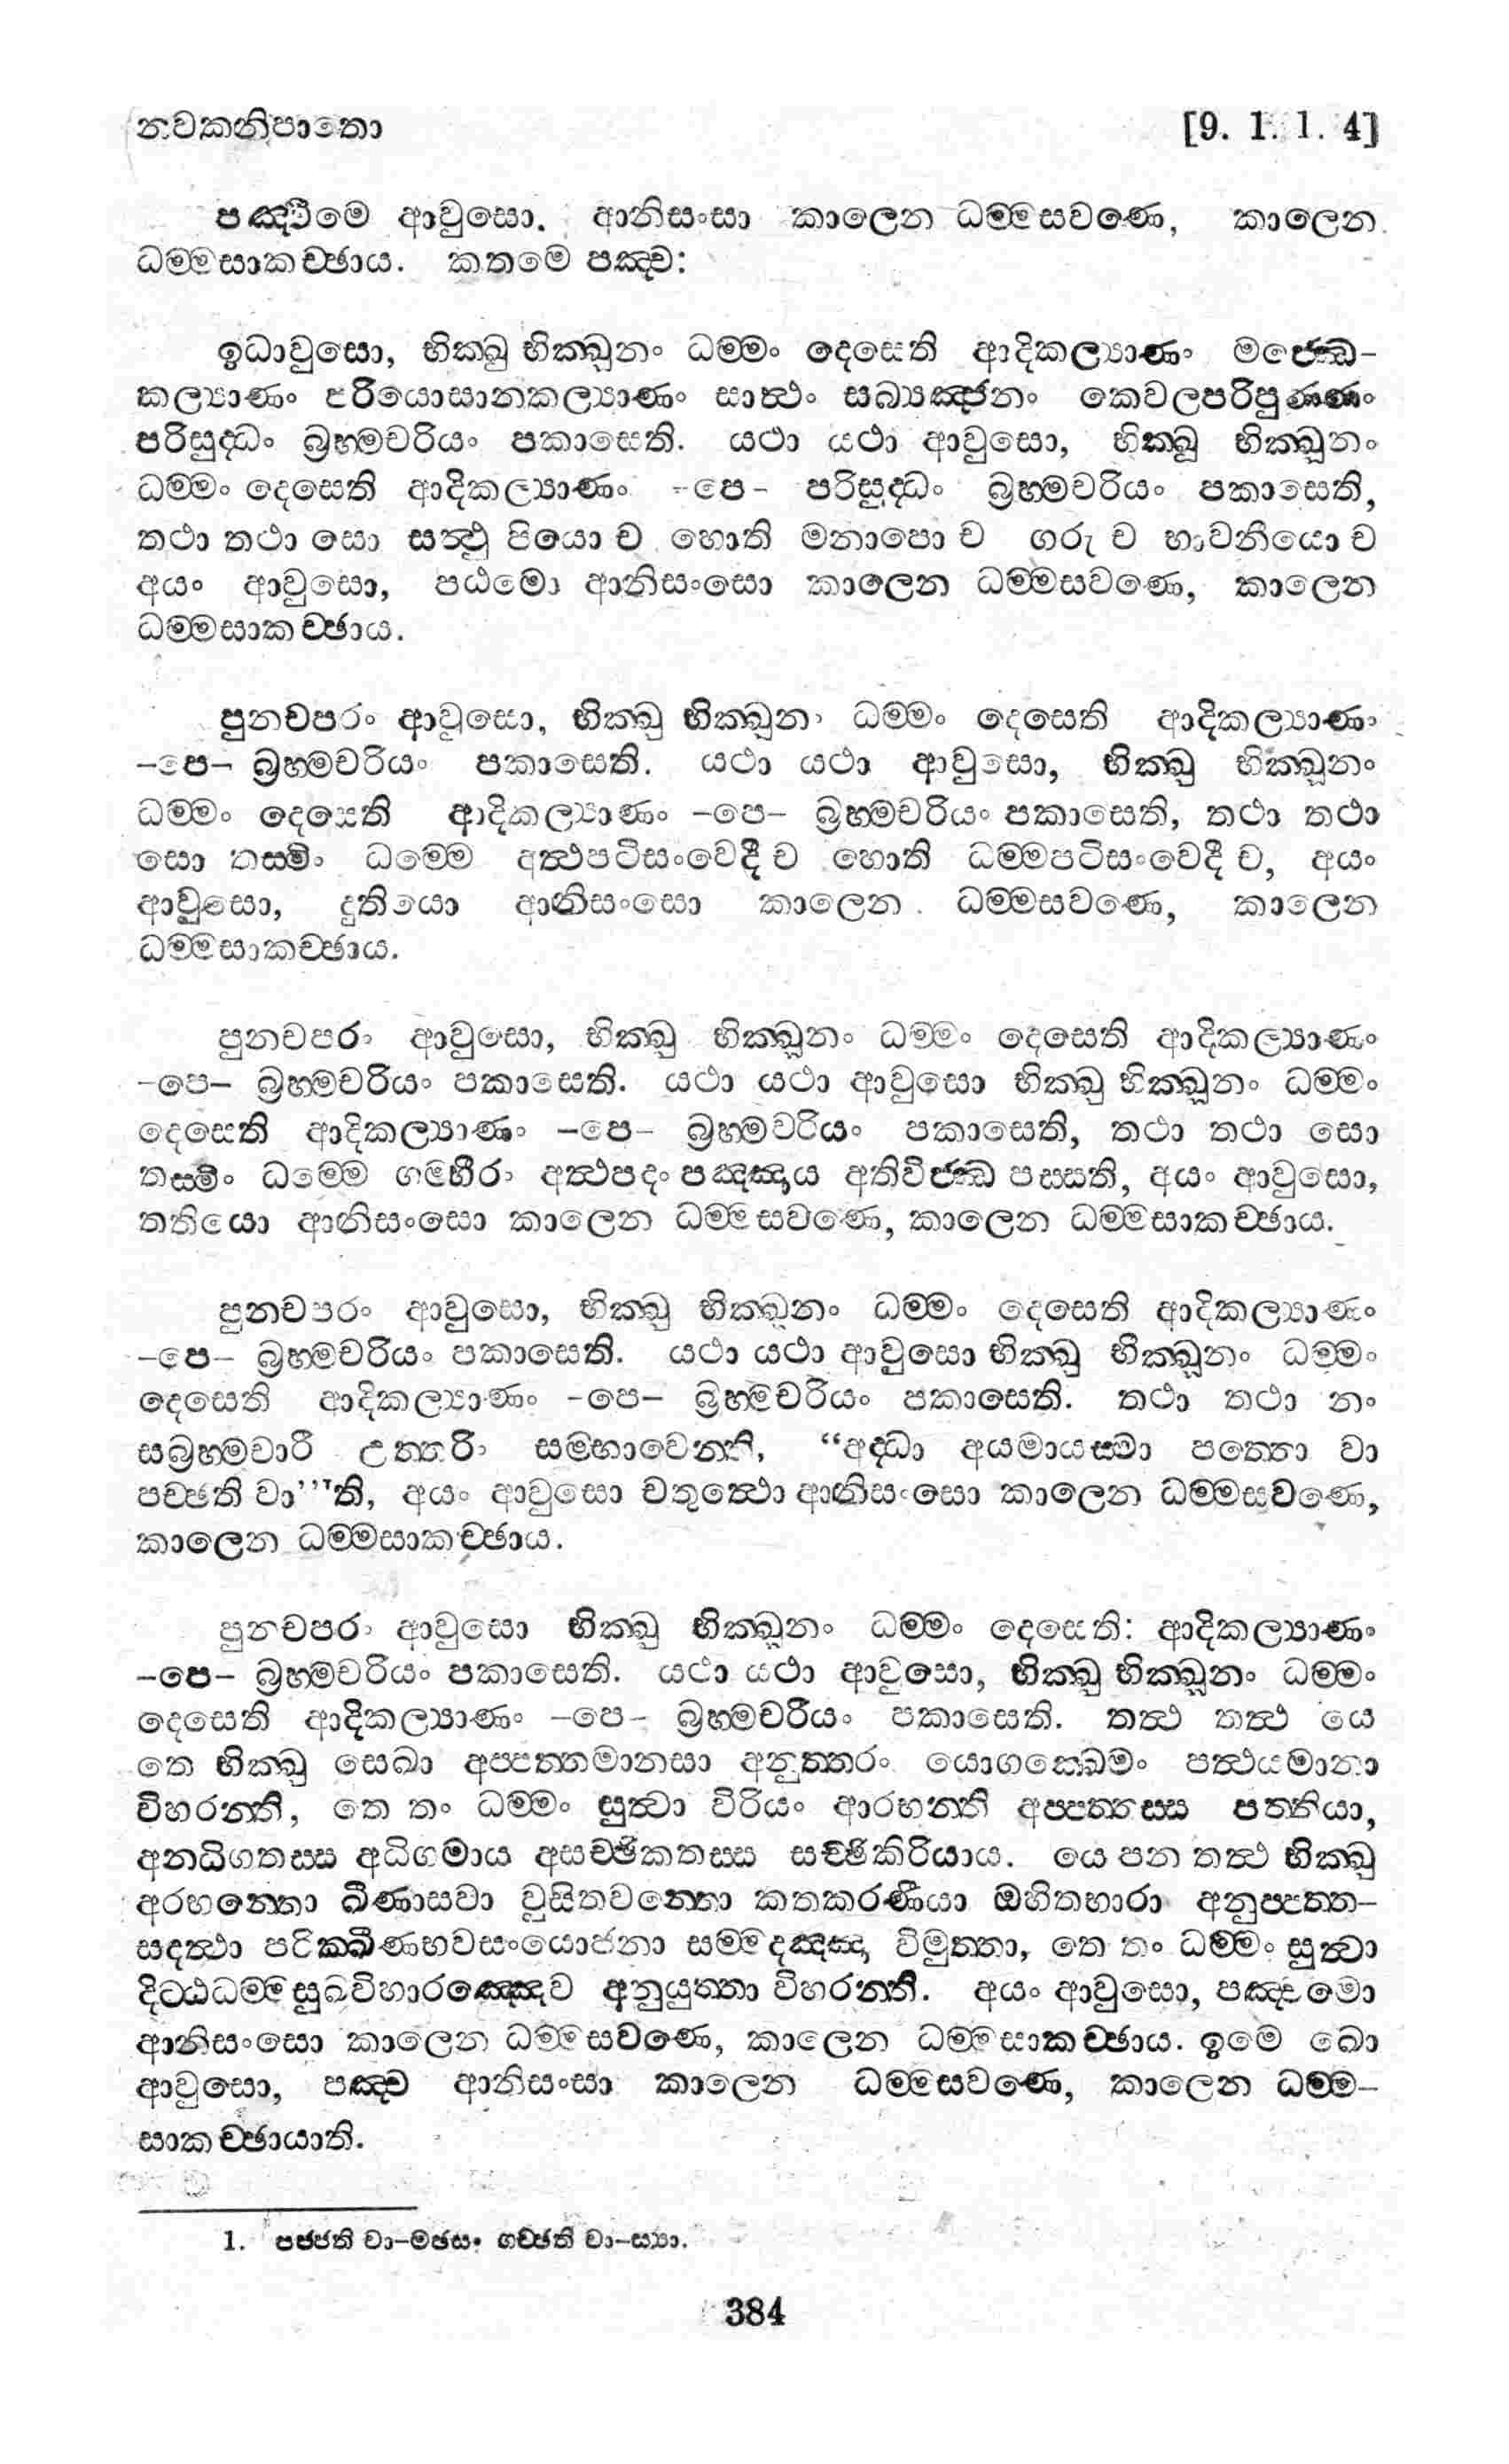 නවකනිපාතො [9. 1. 1. 4]
පඤ්චිමෙ ආවුසො. ආනිසංසා කාලෙන ධම්මසවණෙ, කාලෙන
ධම්මසාකච්ඡාය. කතමෙ පඤ්ච:
ඉධාවුසො, භික්ඛු භික්ඛූනං ධම්මං දෙසෙති ආදිකල්‍යාණං මජ්ඣෙ-
කල්‍යාණං පරියොසානකල්‍යාණං සාත්ථං සබ්‍යඤ්ජනං කෙවලපරිපුණ්ණං
පරිසුද්ධං බ්‍රහ්මචරියං පකාසෙති. යථා යථා ආවුසො, භික්ඛූ භික්ඛූනං
ධම්මං දෙසෙති ආදිකල්‍යාණං -පෙ- පරිසුද්ධං බ්‍රහ්මචරියං පකාසෙති,
තථා තථා සො සත්ථු පියො ච හොති මනාපො ච ගරු ච භාවනීයො ච
අයං ආවුසො, පඨමො ආනිසංසො කාලෙන ධම්මසවණෙ, කාලෙන
ධම්මසාකච්ඡාය.
පුනචපරං ආවුසො, භික්ඛු භික්ඛූනං ධම්මං දෙසෙති ආදිකල්‍යාණං
-පෙ- බ්‍රහ්මචරියං පකාසෙති. යථා යථා ආවුසො, භික්ඛු භික්ඛූනං
ධම්මං දෙසෙති ආදිකල්‍යාණං -පෙ- බ්‍රහ්මචරියං පකාසෙති, තථා තථා
සො තස්මිං ධම්මෙ අත්ථපටිසංවෙදී ච හොති ධම්මපටිසංවෙදී ච, අයං
ආවුසො, දුතියො ආනිසංසො කාලෙන ධම්මසවණෙ, කාලෙන
ධම්මසාකච්ඡාය.
පුනචපරං ආවුසො, භික්ඛු භික්ඛූනං ධම්මං දෙසෙති ආදිකල්‍යාණං
-පෙ- බ්‍රහ්මචරියං පකාසෙති. යථා යථා ආවුසො භික්ඛු භික්ඛූනං ධම්මං
දෙසෙති ආදිකල්‍යාණං -පෙ- බ්‍රහ්මචරියං පකාසෙති, තථා තථා සො
තස්මිං ධම්මෙ ගම්භීරං අත්ථපදං පඤ්ඤාය අතිවිජ්ඣ පස්සති, අයං ආවුසො,
තතියො ආනිසංසො කාලෙන ධම්මසවණෙ, කාලෙන ධම්මසාකච්ඡාය.
පුනචපරං ආවුසො, භික්ඛු භික්ඛූනං ධම්මං දෙසෙති ආදිකල්‍යාණං
-පෙ- බ්‍රහ්මචරියං පකාසෙති. යථා යථා ආවුසො භික්ඛු භික්ඛූනං ධම්මං
දෙසෙති ආදිකල්‍යාණං -පෙ- බ්‍රහ්මචරියං පකාසෙති. තථා තථා නං
සබ්‍රහ්මචාරී උත්තරිං සම්භාවෙන්ති, “අද්ධා අයමායස්මා පත්තො වා
පච්ඡති වා”¹ති, අයං ආවුසො චතුත්ථො ආනිසංසො කාලෙන ධම්මසවණෙ,
කාලෙන ධම්මසාකච්ඡාය.
පුනචපරං ආවුසො භික්ඛු භික්ඛූනං ධම්මං දෙසෙති: ආදිකල්‍යාණං
-පෙ- බ්‍රහ්මචරියං පකාසෙති. යථා යථා ආවුසො, භික්ඛු භික්ඛූනං ධම්මං
දෙසෙති ආදිකල්‍යාණං -පෙ- බ්‍රහ්මචරියං පකාසෙති. තත්ථ තත්ථ යෙ
තෙ භික්ඛු සෙඛා අප්පත්තමානසා අනුත්තරං යොගක්ඛෙමං පත්ථයමානා
විහරන්ති, තෙ තං ධම්මං සුත්වා විරියං ආරභන්ති අප්පත්තස්ස පත්තියා,
අනධිගතස්ස අධිගමාය අසච්ඡිකතස්ස සච්ඡිකිරියාය. යෙ පන තත්ථ භික්ඛු
අරහන්තො ඛීණාසවා වුසිතවන්තො කතකරණීයා ඔහිතභාරා අනුප්පත්ත-
සදත්ථා පරික්ඛීණභවසංයොජනා සම්මදඤ්ඤා විමුත්තා, තෙ තං ධම්මං සුත්වා
දිට්ඨධම්මසුඛවිහාරඤ්ඤෙව අනුයුත්තා විහරන්ති. අයං ආවුසො, පඤ්චමො
ආනිසංසො කාලෙන ධම්මසවණෙ, කාලෙන ධම්මසාකච්ඡාය. ඉමෙ ඛො
ආවුසො, පඤ්ච ආනිසංසා කාලෙන ධම්මසවණෙ, කාලෙන ධම්ම-
සාකච්ඡායාති.
1. පජ්ජති වා-මඡසං ගච්ඡති වා-ස්‍යා.
384